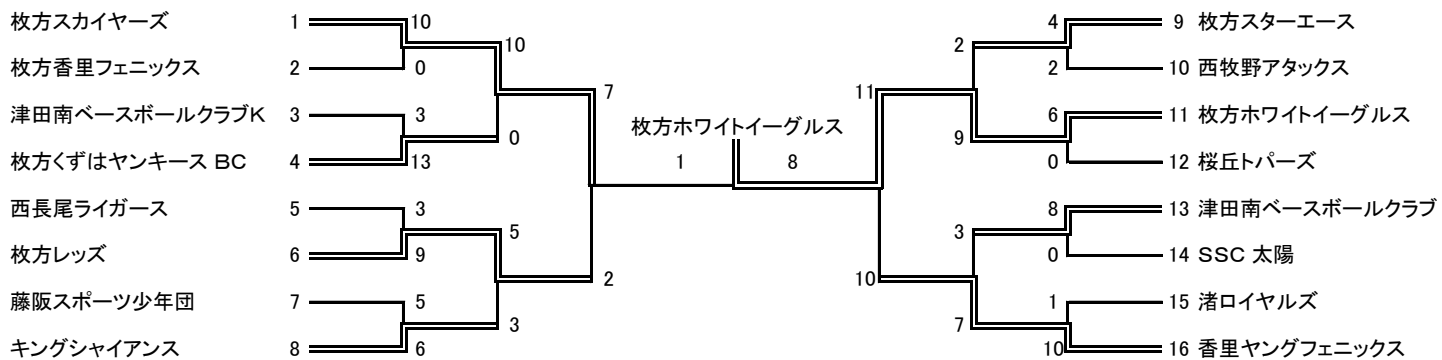 枚方スカイヤーズ 1 10
10
枚方香里フェニックス 2 0
7
津田南ベースボールクラブK 3 3
0
枚方くずはヤンキース BC 4 13
西長尾ライガース 5 3
5
枚方レッズ 6 9
2
藤阪スポーツ少年団 7 5
3
キングシャイアンス 8 6
枚方ホワイトイーグルス
1 8
4 9 枚方スターエース
2
2 10 西牧野アタックス
11
6 11 枚方ホワイトイーグルス
9
0 12 桜丘トパーズ
8 13 津田南ベースボールクラブ
3
0 14 SSC 太陽
10
1 15 渚ロイヤルズ
7
10 16 香里ヤングフェニックス